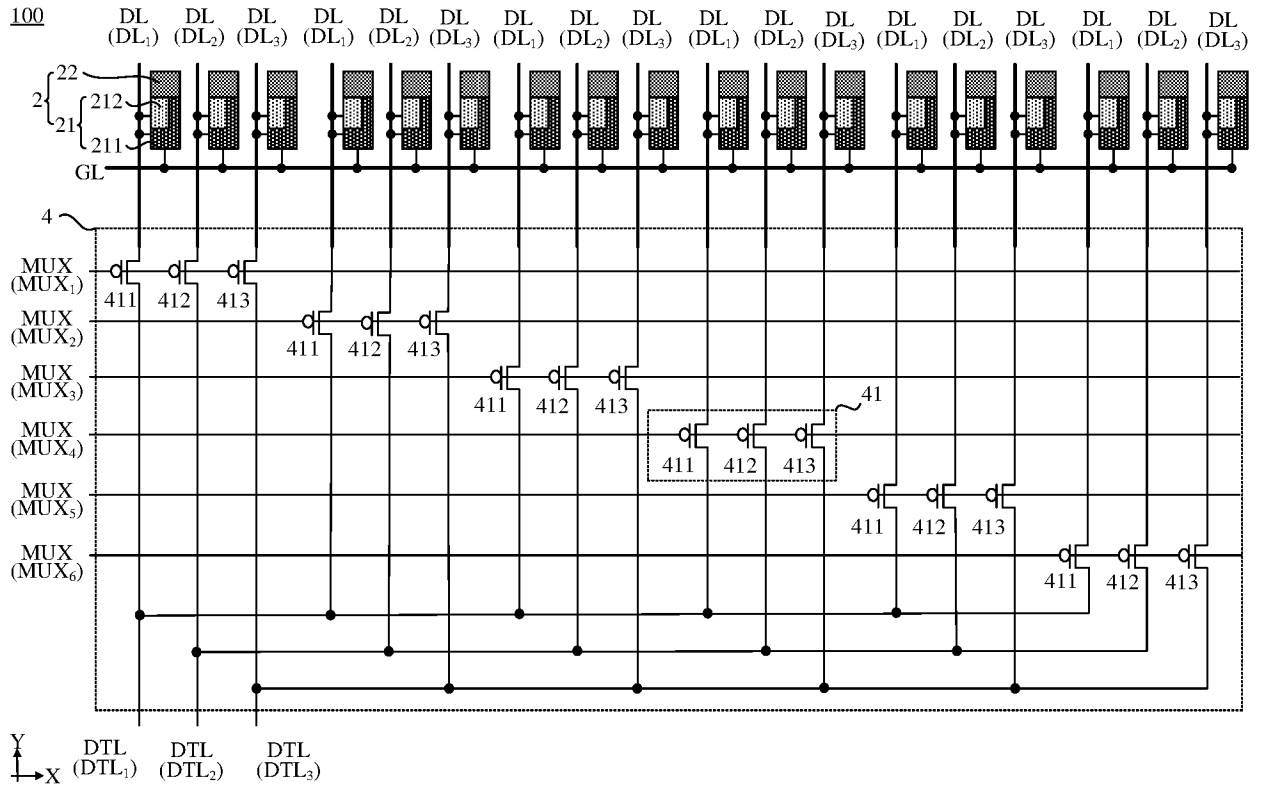 100
DL DL DL DL DL DL DL DL DL DL DL DL DL DL DL DL DL DL
(DL₁) (DL₂) (DL₃) (DL₁) (DL₂) (DL₃) (DL₁) (DL₂) (DL₃) (DL₁) (DL₂) (DL₃) (DL₁) (DL₂) (DL₃) (DL₁) (DL₂) (DL₃)
22
2
212
21
211
GL
4
MUX
(MUX₁)
411 412 413
MUX
(MUX₂)
411 412 413
MUX
(MUX₃)
411 412 413
41
MUX
(MUX₄)
411 412 413
MUX
(MUX₅)
411 412 413
MUX
(MUX₆)
411 412 413
Y
X
DTL DTL DTL
(DTL₁) (DTL₂) (DTL₃)